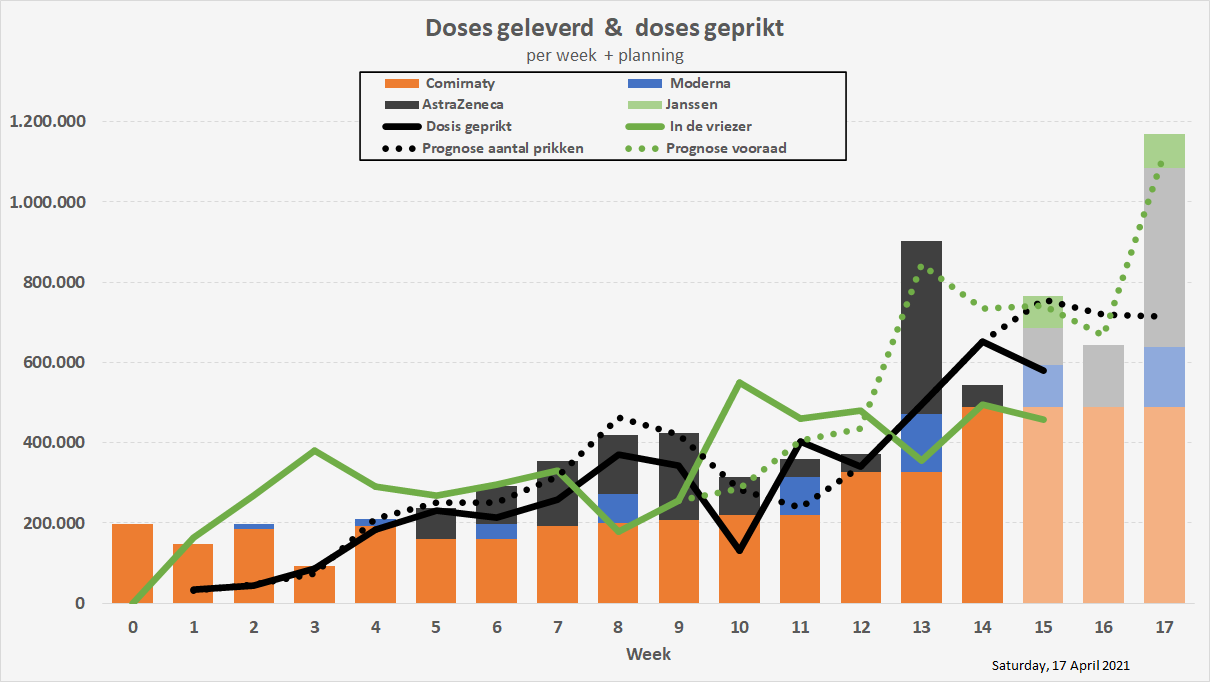 Doses geleverd & doses geprikt
per week + planning
Comirnaty Moderna
AstraZeneca Janssen
Dosis geprikt In de vriezer
Prognose aantal prikken Prognose vooraad
1.200.000
1.000.000
800.000
600.000
400.000
200.000
0
0 1 2 3 4 5 6 7 8 9 10 11 12 13 14 15 16 17
Week
Saturday, 17 April 2021